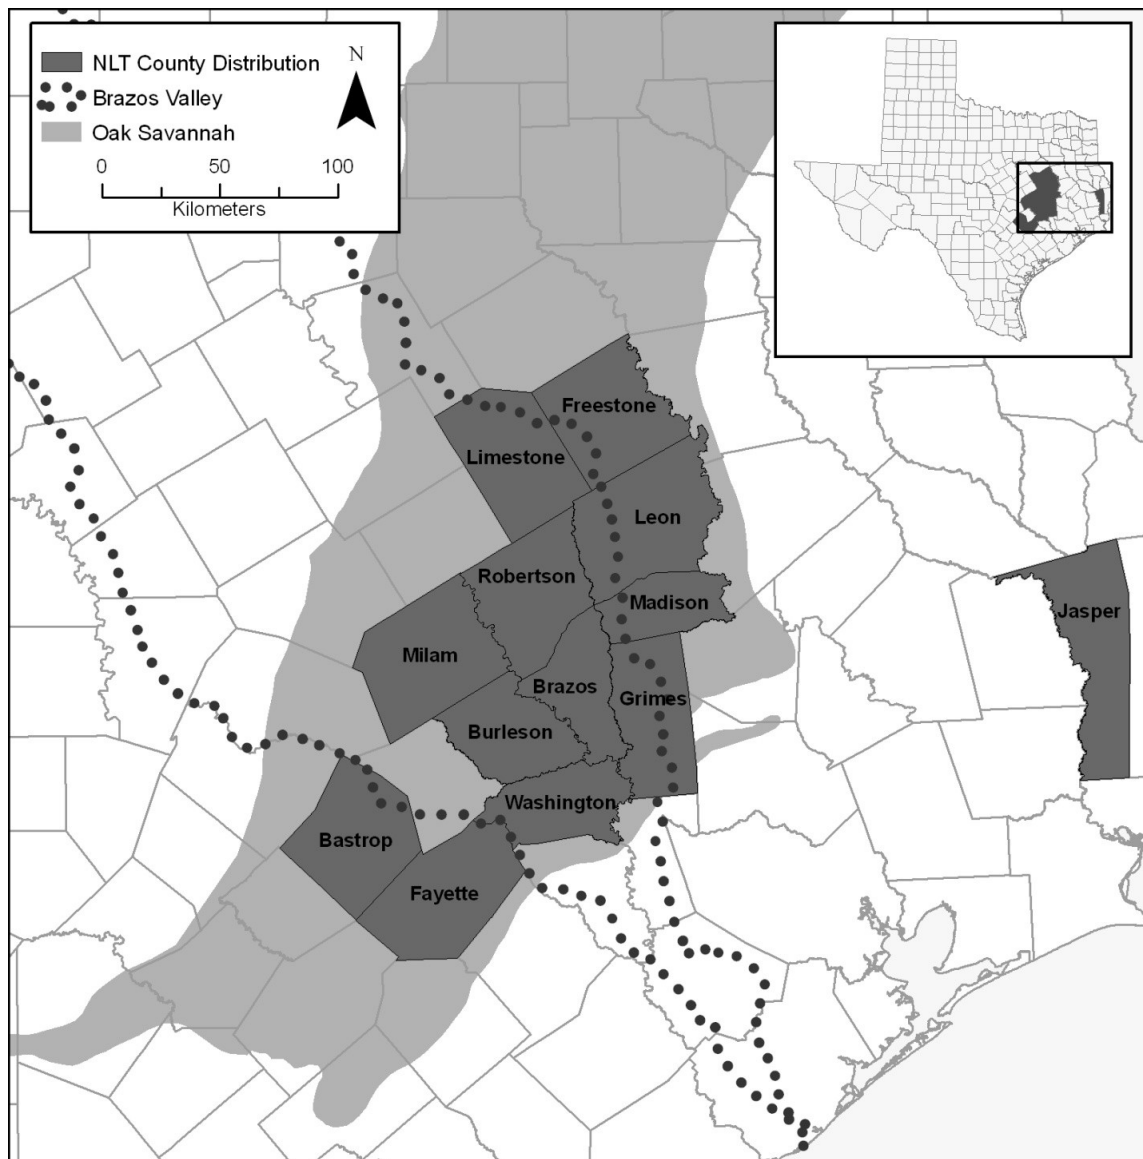 NLT County Distribution
N
Brazos Valley
Oak Savannah
0 50 100
Kilometers
Freestone
Limestone
Leon
Robertson
Madison
Jasper
Milam
Brazos
Grimes
Burleson
Washington
Bastrop
Fayette